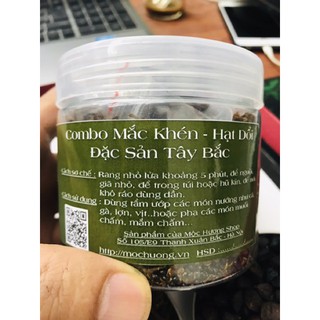 Combo Mắc Khén - Hạt Dổi
Đặc Sản Tây Bắc
Cách sơ chế : Rang nhỏ lửa khoảng 5 phút, để nguội
giã nhỏ, để trong túi hoặc hũ kín, để nơi
khô ráo dùng dần.
Cách sử dụng : Dùng tẩm ướp các món nướng như
gà, lợn, vịt..hoặc pha các món muối
chấm, mắm chấm...
Sản phẩm của Mộc Hương Shop
Số 105/E9 Thanh Xuân Bắc - Hà Nội
http://mochuong.vn HSD